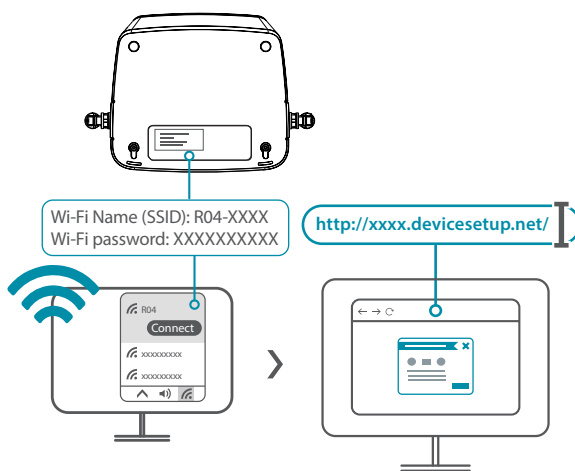 Wi-Fi Name (SSID): R04-XXXX
Wi-Fi password: XXXXXXXXXX
http://xxxx.devicesetup.net/
R04
Connect
xxxxxxxxx
xxxxxxxxx